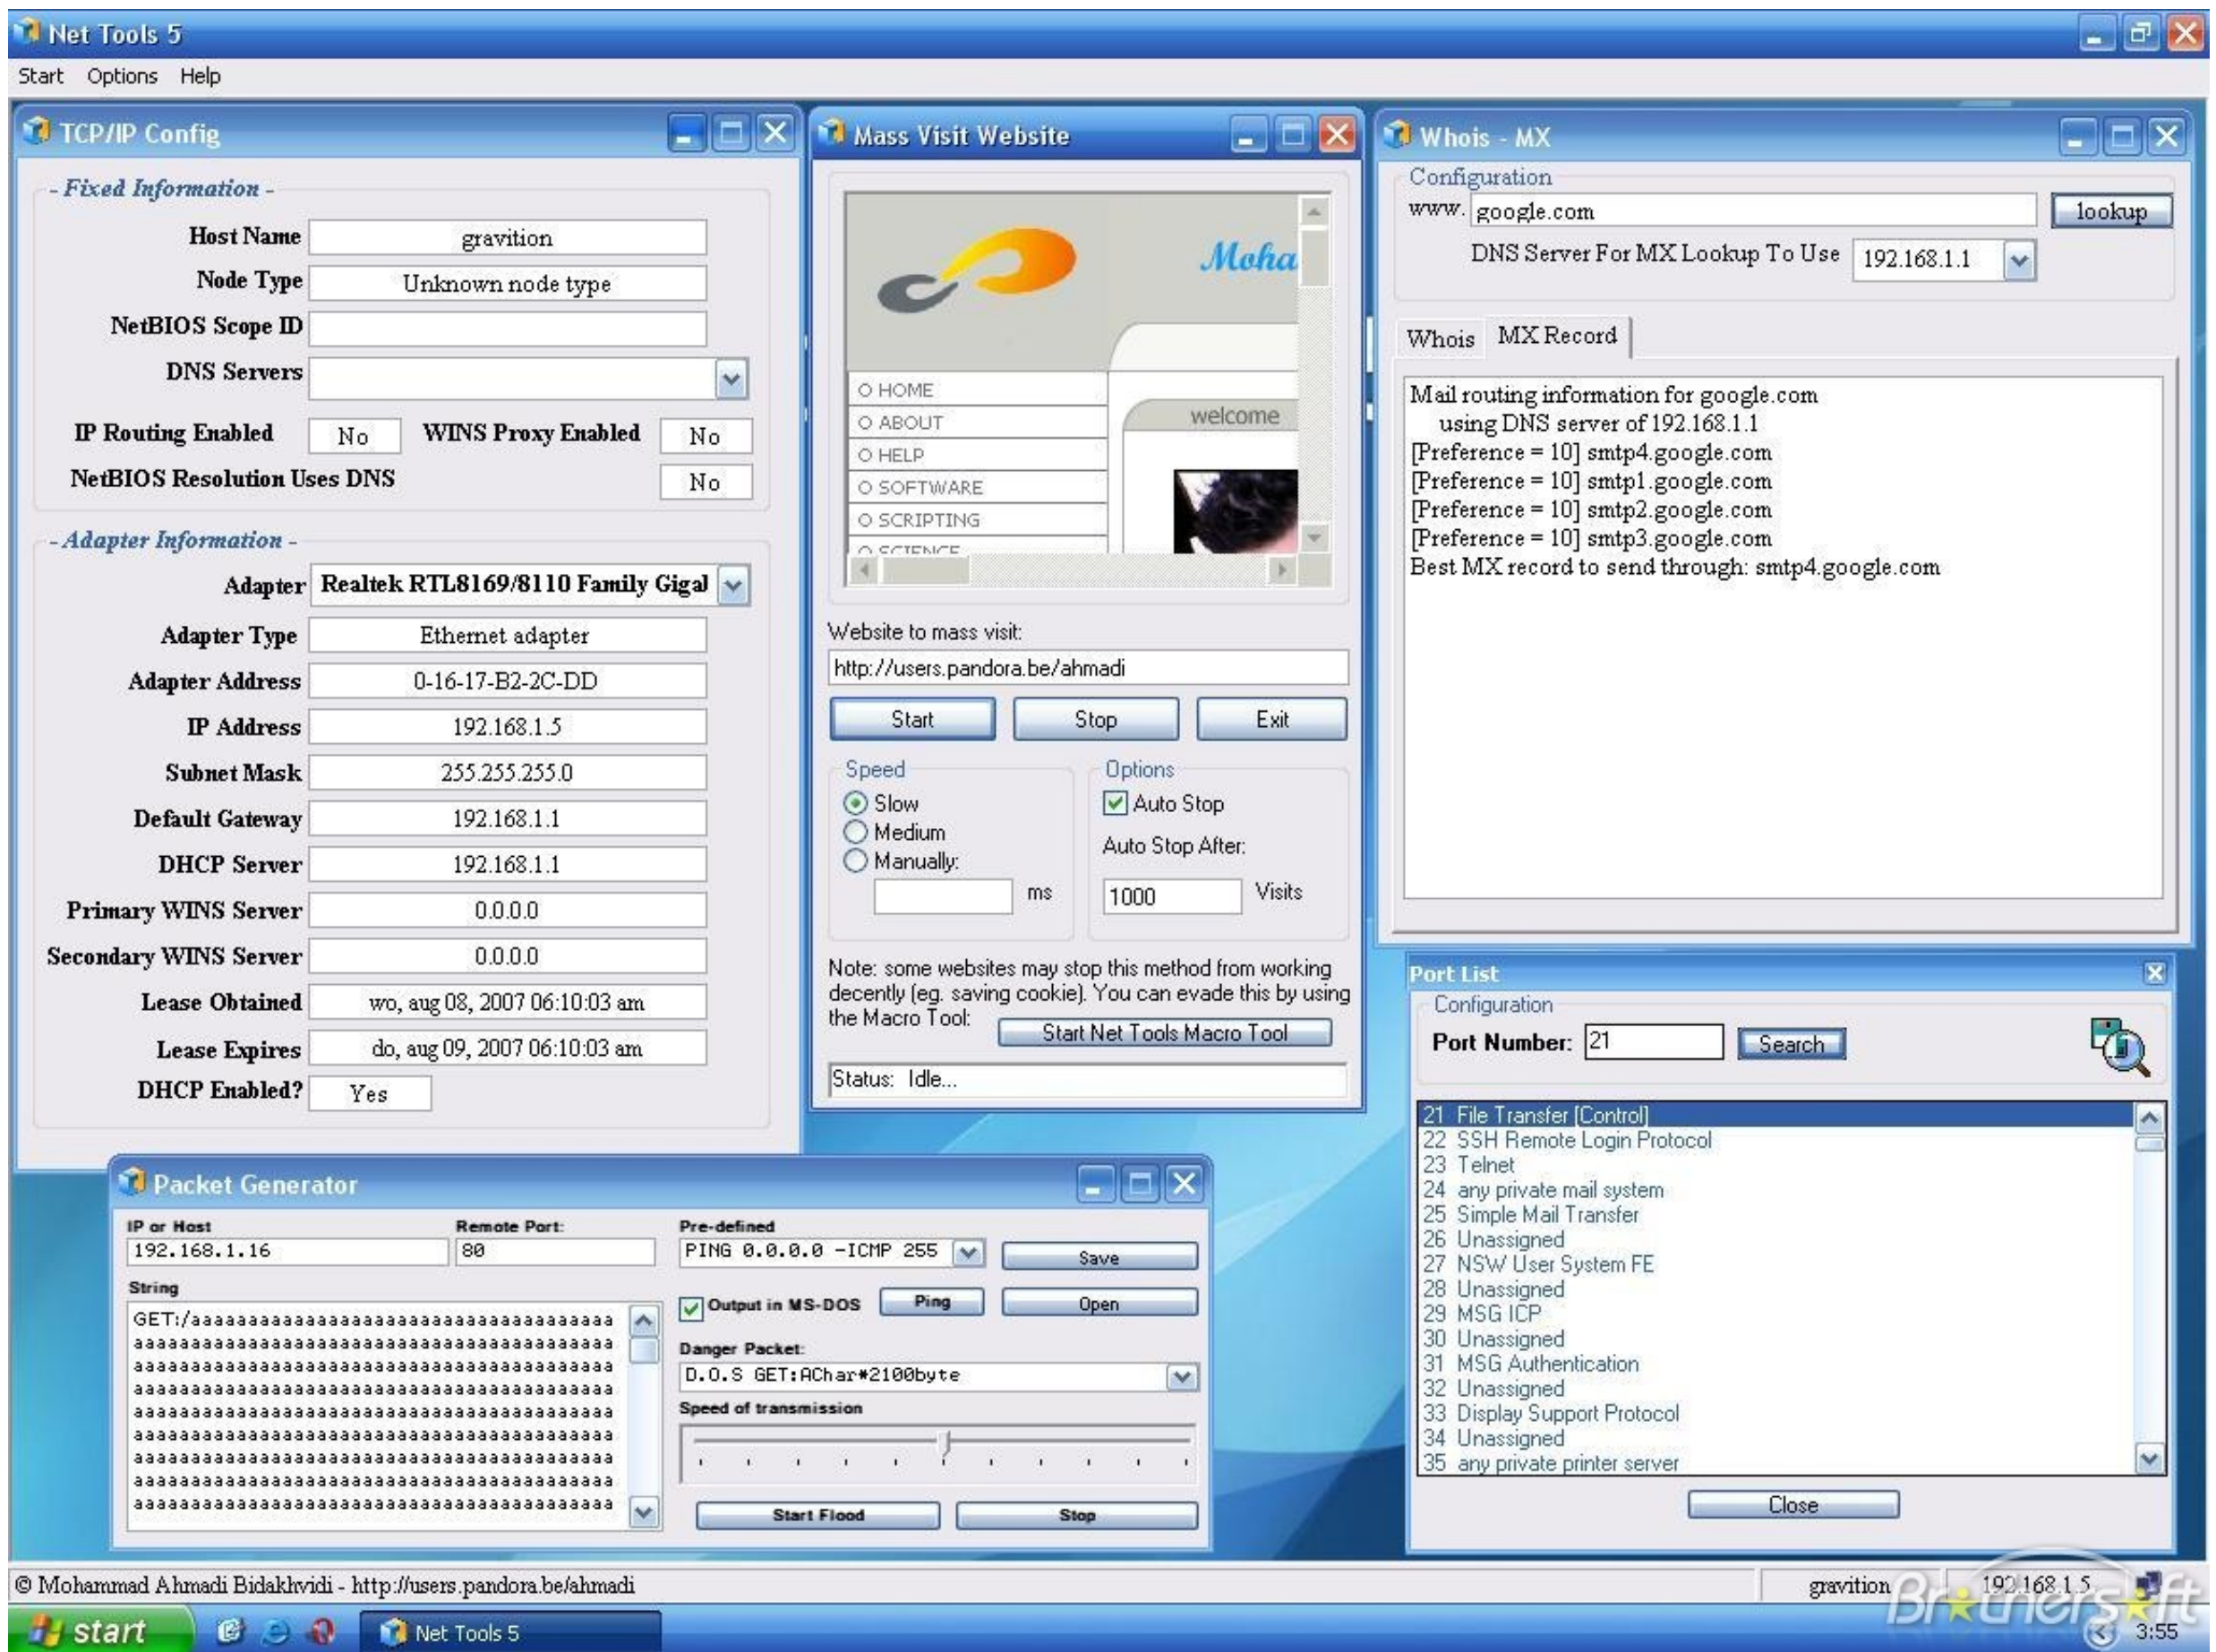 Net Tools 5
Start Options Help
TCP/IP Config
- Fixed Information -
Host Name gravition
Node Type Unknown node type
NetBIOS Scope ID
DNS Servers
IP Routing Enabled No WINS Proxy Enabled No
NetBIOS Resolution Uses DNS No
- Adapter Information -
Adapter Realtek RTL8169/8110 Family Gigal
Adapter Type Ethernet adapter
Adapter Address 0-16-17-B2-2C-DD
IP Address 192.168.1.5
Subnet Mask 255.255.255.0
Default Gateway 192.168.1.1
DHCP Server 192.168.1.1
Primary WINS Server 0.0.0.0
Secondary WINS Server 0.0.0.0
Lease Obtained wo, aug 08, 2007 06:10:03 am
Lease Expires do, aug 09, 2007 06:10:03 am
DHCP Enabled? Yes
Mass Visit Website
Moha
HOME
ABOUT
HELP
SOFTWARE
SCRIPTING
SCIENCE
welcome
Website to mass visit:
http://users.pandora.be/ahmadi
Start Stop Exit
Speed
Slow
Medium
Manually:
ms
Options
Auto Stop
Auto Stop After:
1000 Visits
Note: some websites may stop this method from working
decently (eg. saving cookie). You can evade this by using
the Macro Tool: Start Net Tools Macro Tool
Status: Idle...
Whois - MX
Configuration
www. google.com lookup
DNS Server For MX Lookup To Use 192.168.1.1
Whois MX Record
Mail routing information for google.com
using DNS server of 192.168.1.1
[Preference = 10] smtp4.google.com
[Preference = 10] smtp1.google.com
[Preference = 10] smtp2.google.com
[Preference = 10] smtp3.google.com
Best MX record to send through: smtp4.google.com
Port List
Configuration
Port Number: 21 Search
21 File Transfer [Control]
22 SSH Remote Login Protocol
23 Telnet
24 any private mail system
25 Simple Mail Transfer
26 Unassigned
27 NSW User System FE
28 Unassigned
29 MSG ICP
30 Unassigned
31 MSG Authentication
32 Unassigned
33 Display Support Protocol
34 Unassigned
35 any private printer server
Close
Packet Generator
IP or Host Remote Port: Pre-defined
192.168.1.16 80 PING 0.0.0.0 -ICMP 255 Save
String
GET:/aaaaaaaaaaaaaaaaaaaaaaaaaaaaaaaaaaaaa
aaaaaaaaaaaaaaaaaaaaaaaaaaaaaaaaaaaaaaaaaa
aaaaaaaaaaaaaaaaaaaaaaaaaaaaaaaaaaaaaaaaaa
aaaaaaaaaaaaaaaaaaaaaaaaaaaaaaaaaaaaaaaaaa
aaaaaaaaaaaaaaaaaaaaaaaaaaaaaaaaaaaaaaaaaa
aaaaaaaaaaaaaaaaaaaaaaaaaaaaaaaaaaaaaaaaaa
aaaaaaaaaaaaaaaaaaaaaaaaaaaaaaaaaaaaaaaaaa
aaaaaaaaaaaaaaaaaaaaaaaaaaaaaaaaaaaaaaaaaa
aaaaaaaaaaaaaaaaaaaaaaaaaaaaaaaaaaaaaaaaaa
Output in MS-DOS Ping Open
Danger Packet:
D.O.S GET:AChar*2100byte
Speed of transmission
Start Flood Stop
© Mohammad Ahmadi Bidakhvidi - http://users.pandora.be/ahmadi gravition 192.168.1.5
Brothersoft
start Net Tools 5 3:55